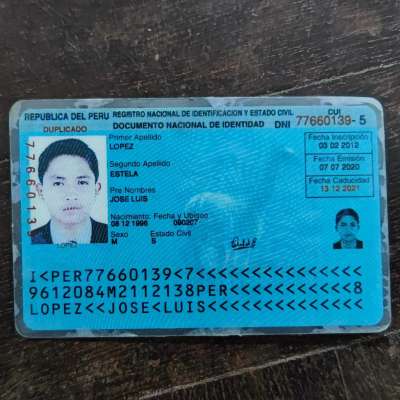 REPUBLICA DEL PERU REGISTRO NACIONAL DE IDENTIFICACION Y ESTADO CIVIL CUI
DUPLICADO DOCUMENTO NACIONAL DE IDENTIDAD DNI 77660139-5
Primer Apellido
LOPEZ
Segundo Apellido
ESTELA
Pre Nombres
JOSE LUIS
Nacimiento: Fecha y Ubigeo
08 12 1996 090207
Sexo Estado Civil
M S
Fecha Inscripción
03 02 2012
Fecha Emisión
07 07 2020
Fecha Caducidad
13 12 2021
I<PER77660139<7<<<<<<<<<<<<<<<
9612084M2112138PER<<<<<<<<<<<8
LOPEZ<<JOSE<LUIS<<<<<<<<<<<<<<